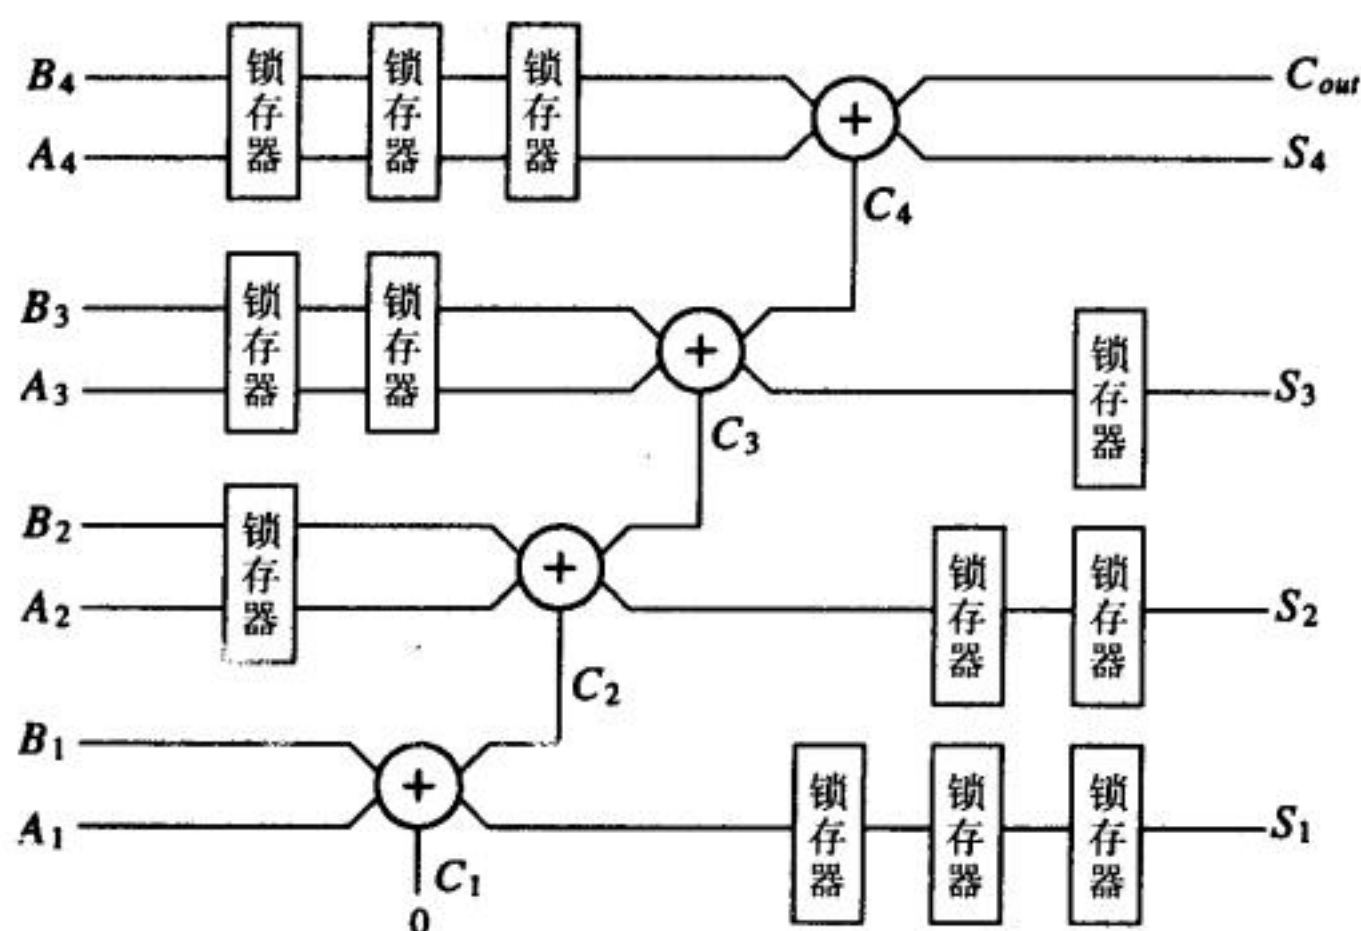 B4 锁存器 锁存器 锁存器 + Cout
A4 S4
C4
B3 锁存器 锁存器 + 锁存器
A3 S3
C3
B2 锁存器 + 锁存器 锁存器
A2 S2
C2
B1 + 锁存器 锁存器 锁存器
A1 S1
C1
0